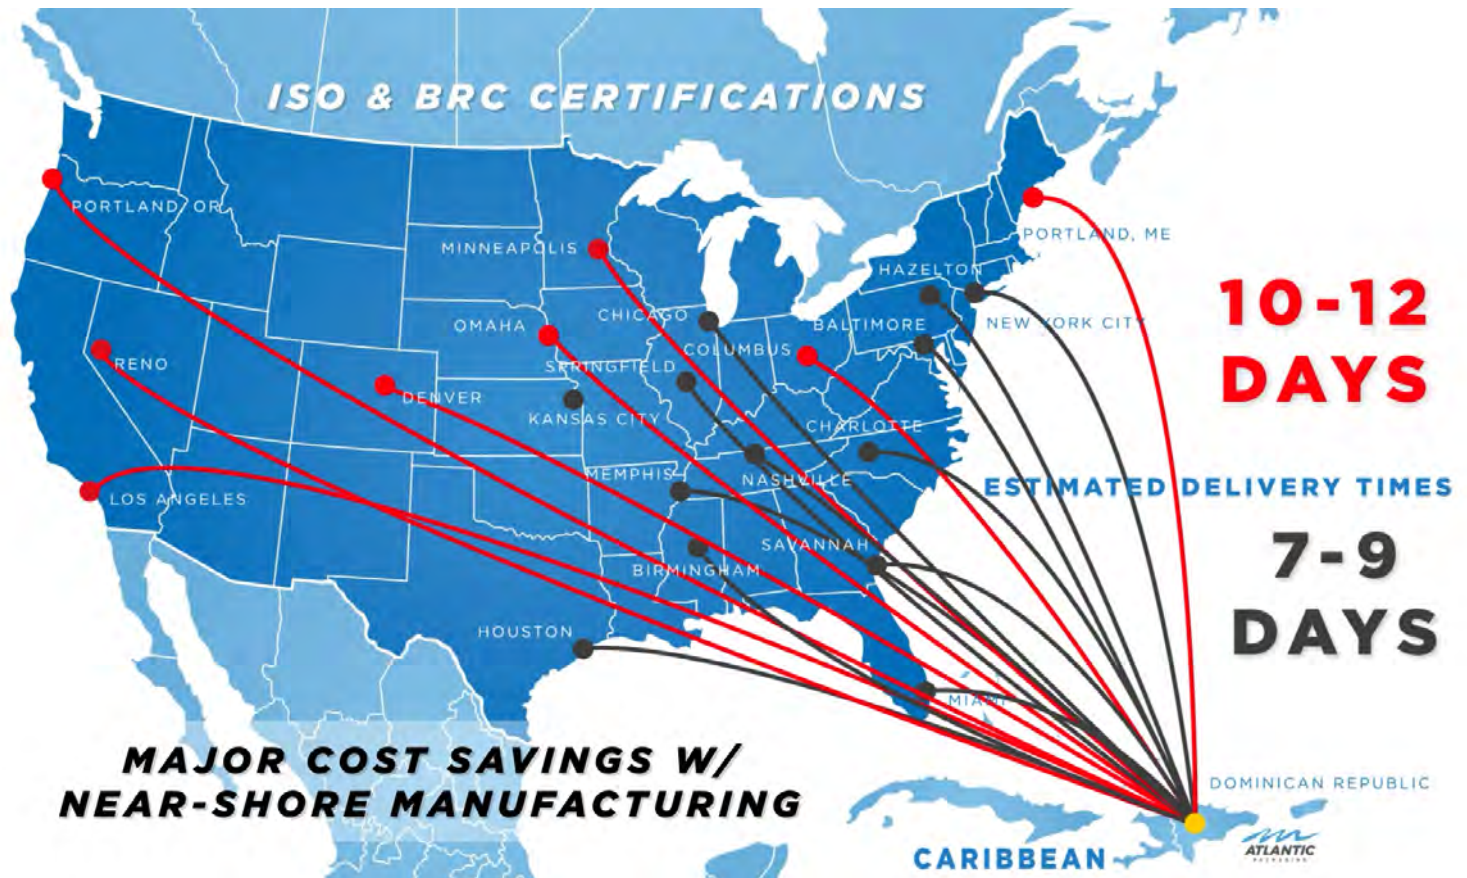 ISO & BRC CERTIFICATIONS
PORTLAND, OR
MINNEAPOLIS
PORTLAND, ME
HAZELTON
10-12
DAYS
OMAHA
CHICAGO
BALTIMORE
NEW YORK CITY
COLUMBUS
RENO
SPRINGFIELD
DENVER
KANSAS CITY
CHARLOTTE
MEMPHIS
NASHVILLE
ESTIMATED DELIVERY TIMES
LOS ANGELES
7-9
DAYS
SAVANNAH
BIRMINGHAM
HOUSTON
MIAMI
MAJOR COST SAVINGS W/
NEAR-SHORE MANUFACTURING
DOMINICAN REPUBLIC
ATLANTIC
PACKAGING
CARIBBEAN